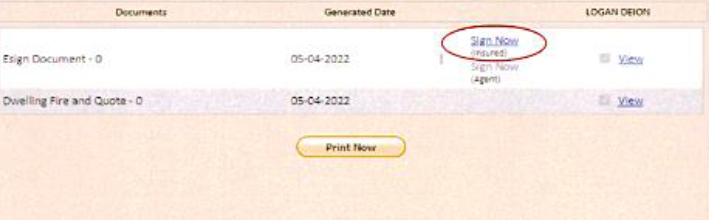 Documents Generated Date LOGAN DEION
Sign Now
(Insured)
Esign Document - 0 05-04-2022 View
Sign Now
(Agent)
Dwelling Fire and Quote - 0 05-04-2022 View
Print Now